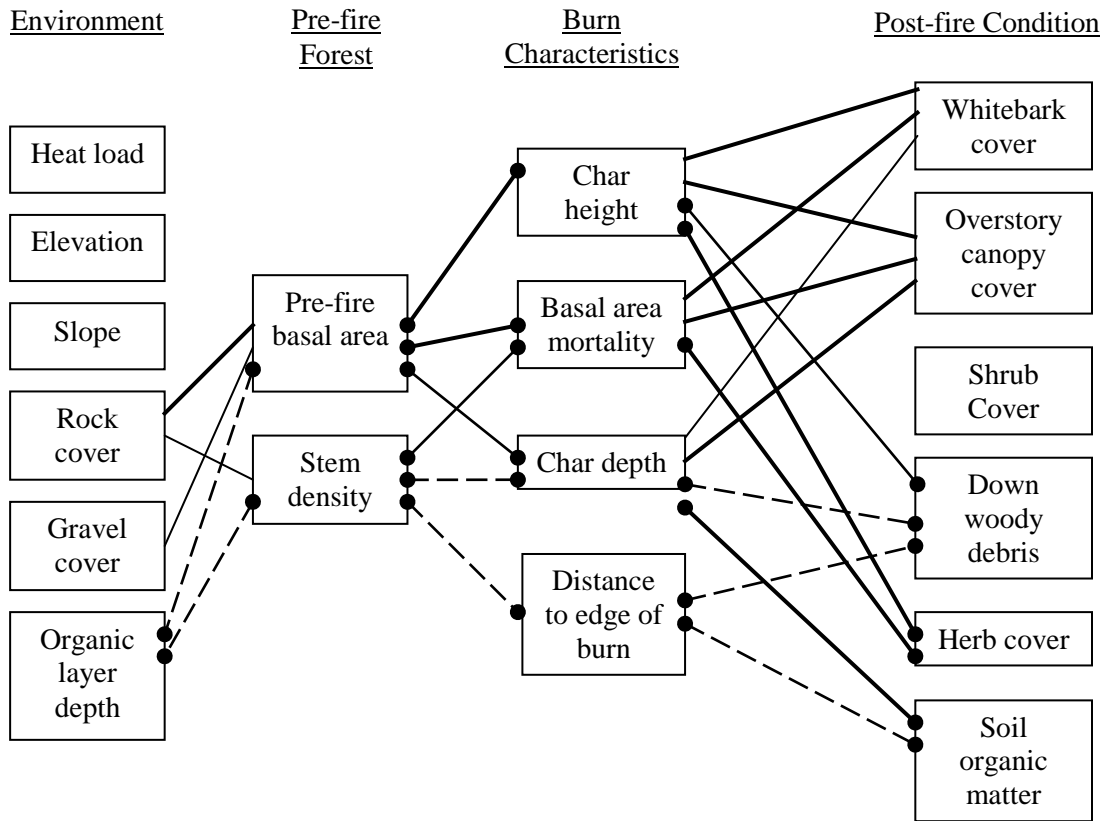 Environment
Pre-fire
Forest
Burn
Characteristics
Post-fire Condition
Heat load
Elevation
Slope
Rock
cover
Gravel
cover
Organic
layer
depth
Pre-fire
basal area
Stem
density
Char
height
Basal area
mortality
Char depth
Distance
to edge of
burn
Whitebark
cover
Overstory
canopy
cover
Shrub
Cover
Down
woody
debris
Herb cover
Soil
organic
matter